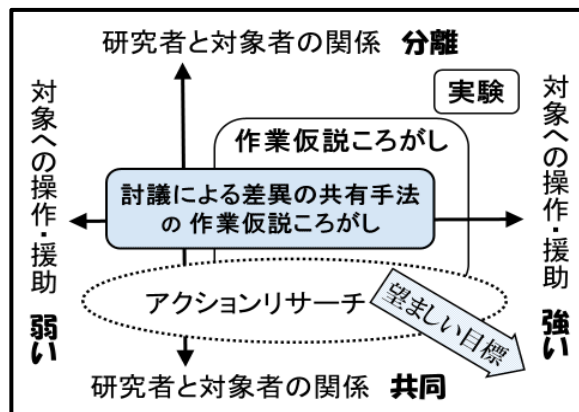 研究者と対象者の関係 分離
実験
対象への操作・援助 弱い
対象への操作・援助 強い
作業仮説ころがし
討議による差異の共有手法
の 作業仮説ころがし
アクションリサーチ
望ましい目標
研究者と対象者の関係 共同